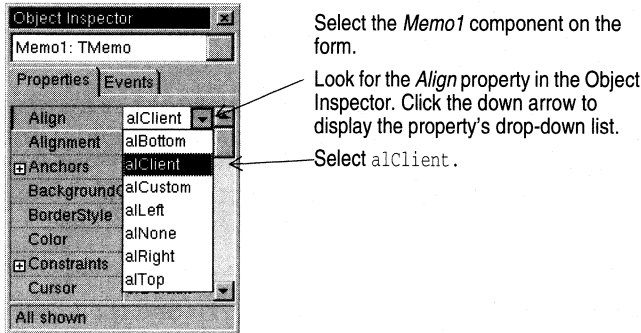 Object Inspector
Memo1: TMemo
Properties Events
Align alClient
Alignment alBottom
Anchors alClient
alCustom
BorderStyle alLeft
Color alNone
Constraints alRight
Cursor alTop
All shown
Select the Memo1 component on the
form.
Look for the Align property in the Object
Inspector. Click the down arrow to
display the property's drop-down list.
Select alClient.